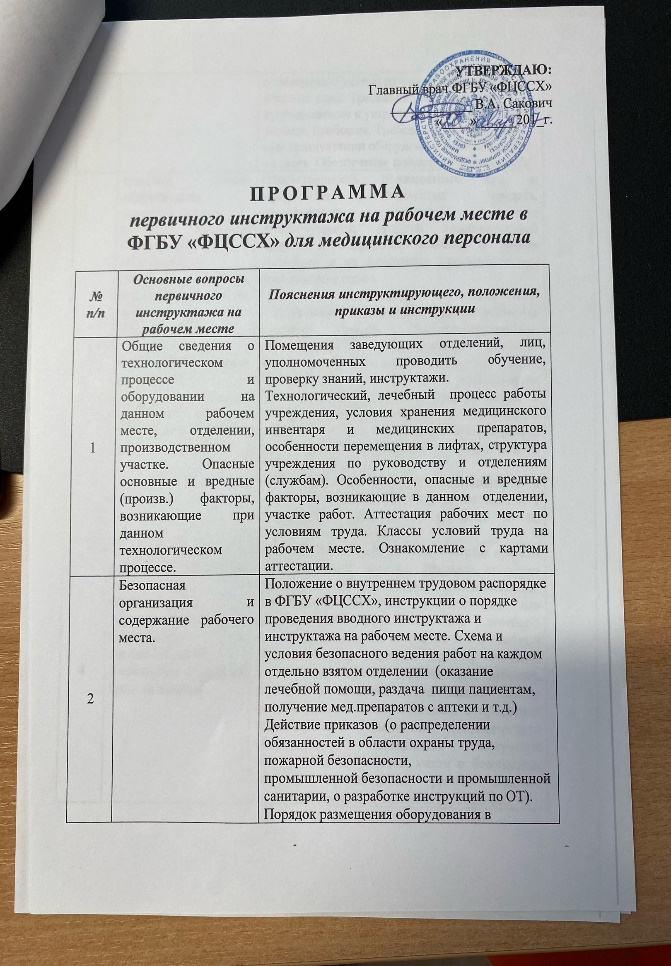 УТВЕРЖДАЮ:
Главный врач ФГБУ «ФЦССХ»
В.А. Сакович
« » 201 г.
ПРОГРАММА
первичного инструктажа на рабочем месте в
ФГБУ «ФЦССХ» для медицинского персонала
№
п/п
Основные вопросы
первичного
инструктажа на
рабочем месте
Пояснения инструктирующего, положения,
приказы и инструкции
1
Общие сведения о
технологическом
процессе и
оборудовании на
данном рабочем
месте, отделении,
производственном
участке. Опасные
основные и вредные
(произв.) факторы,
возникающие при
данном
технологическом
процессе.
Помещения заведующих отделений, лиц,
уполномоченных проводить обучение,
проверку знаний, инструктажи.
Технологический, лечебный процесс работы
учреждения, условия хранения медицинского
инвентаря и медицинских препаратов,
особенности перемещения в лифтах, структура
учреждения по руководству и отделениям
(службам). Особенности, опасные и вредные
факторы, возникающие в данном отделении,
участке работ. Аттестация рабочих мест по
условиям труда. Классы условий труда на
рабочем месте. Ознакомление с картами
аттестации.
2
Безопасная
организация и
содержание рабочего
места.
Положение о внутреннем трудовом распорядке
в ФГБУ «ФЦССХ», инструкции о порядке
проведения вводного инструктажа и
инструктажа на рабочем месте. Схема и
условия безопасного ведения работ на каждом
отдельно взятом отделении (оказание
лечебной помощи, раздача пищи пациентам,
получение мед.препаратов с аптеки и т.д.)
Действие приказов (о распределении
обязанностей в области охраны труда,
пожарной безопасности,
промышленной безопасности и промышленной
санитарии, о разработке инструкций по ОТ).
Порядок размещения оборудования в